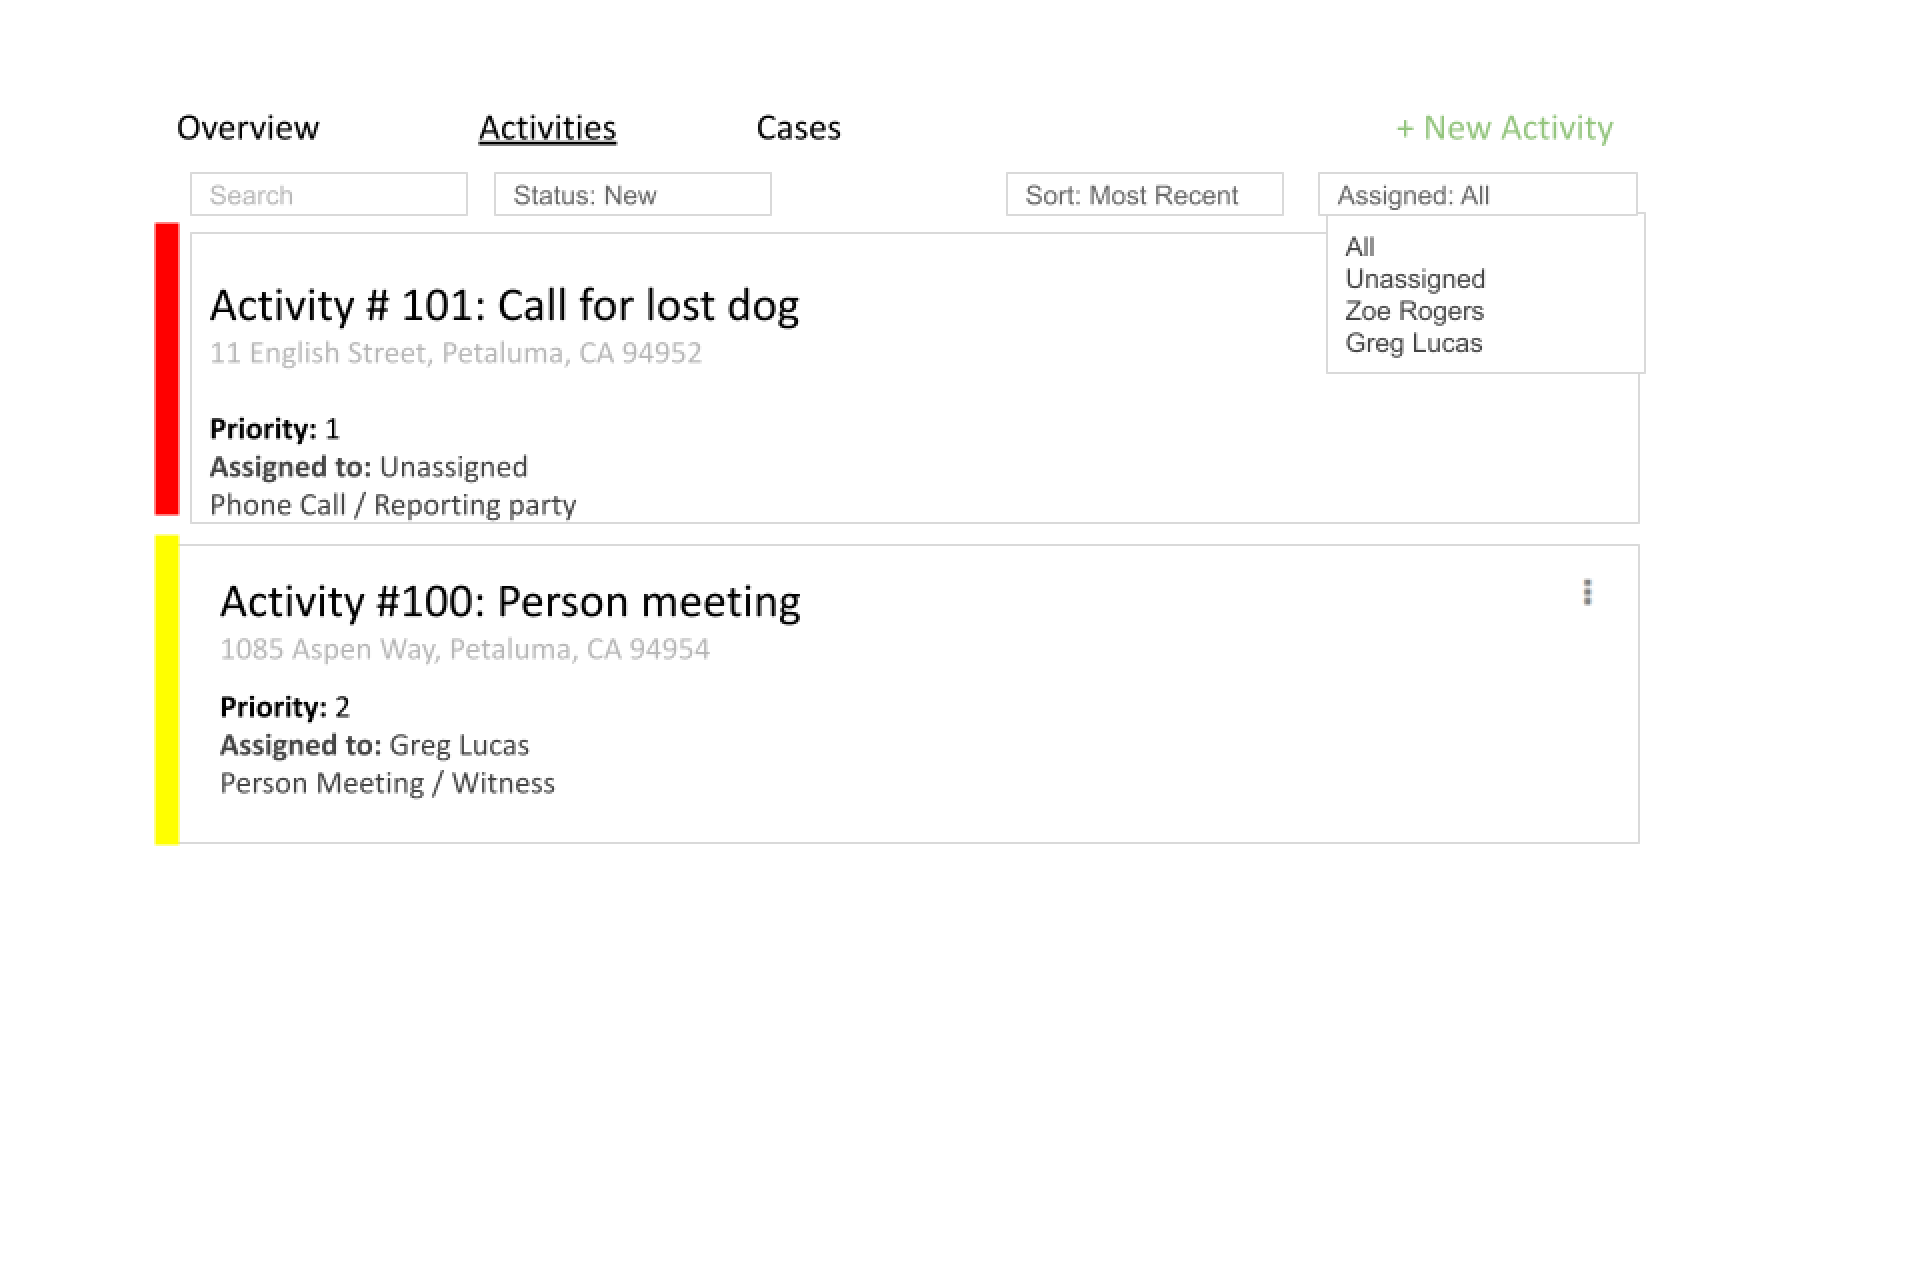 Overview Activities Cases + New Activity
Search Status: New Sort: Most Recent Assigned: All
All
Unassigned
Zoe Rogers
Greg Lucas
Activity # 101: Call for lost dog
11 English Street, Petaluma, CA 94952
Priority: 1
Assigned to: Unassigned
Phone Call / Reporting party
Activity #100: Person meeting
1085 Aspen Way, Petaluma, CA 94954
Priority: 2
Assigned to: Greg Lucas
Person Meeting / Witness